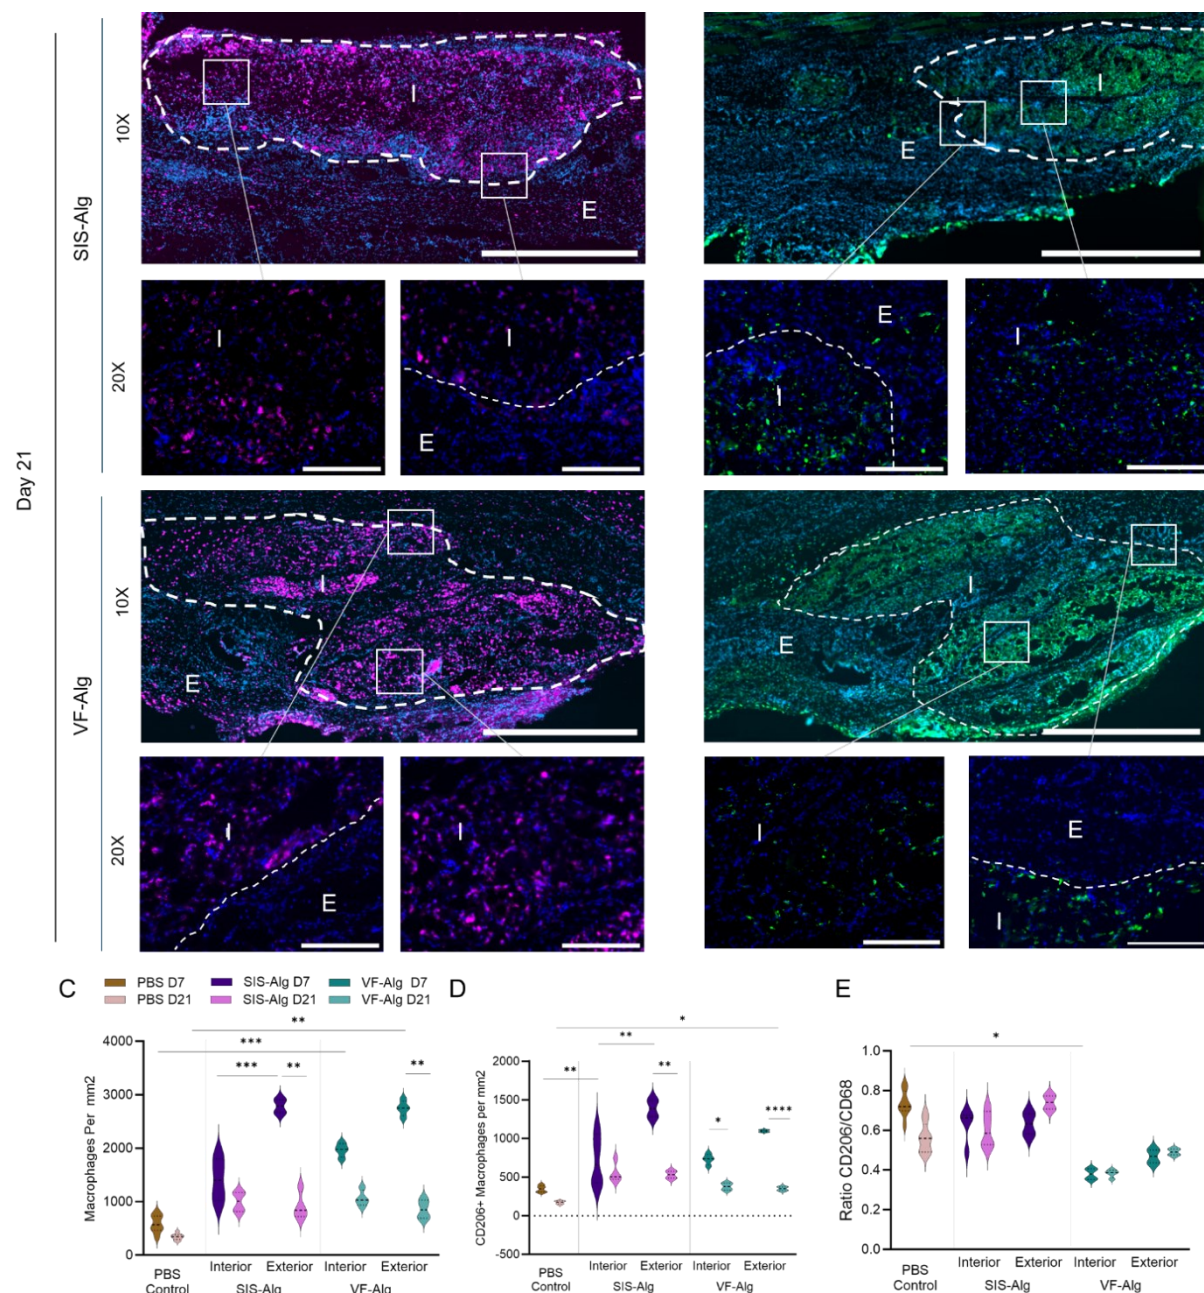 Day 21
SIS-Alg
10X
I
E
I
E
20X
I
I
E
E
I
I
VF-Alg
10X
I
E
I
E
20X
I
E
I
I
E
I
C
PBS D7
SIS-Alg D7
VF-Alg D7
PBS D21
SIS-Alg D21
VF-Alg D21
Macrophages Per mm2
4000
3000
2000
1000
0
**
***
***
**
**
PBS
Control
Interior
Exterior
SIS-Alg
Interior
Exterior
VF-Alg
D
CD206+ Macrophages per mm2
2000
1500
1000
500
0
-500
*
**
**
**
*
****
PBS
Control
Interior
Exterior
SIS-Alg
Interior
Exterior
VF-Alg
E
Ratio CD206/CD68
1.0
0.8
0.6
0.4
0.2
0.0
*
PBS
Control
Interior
Exterior
SIS-Alg
Interior
Exterior
VF-Alg